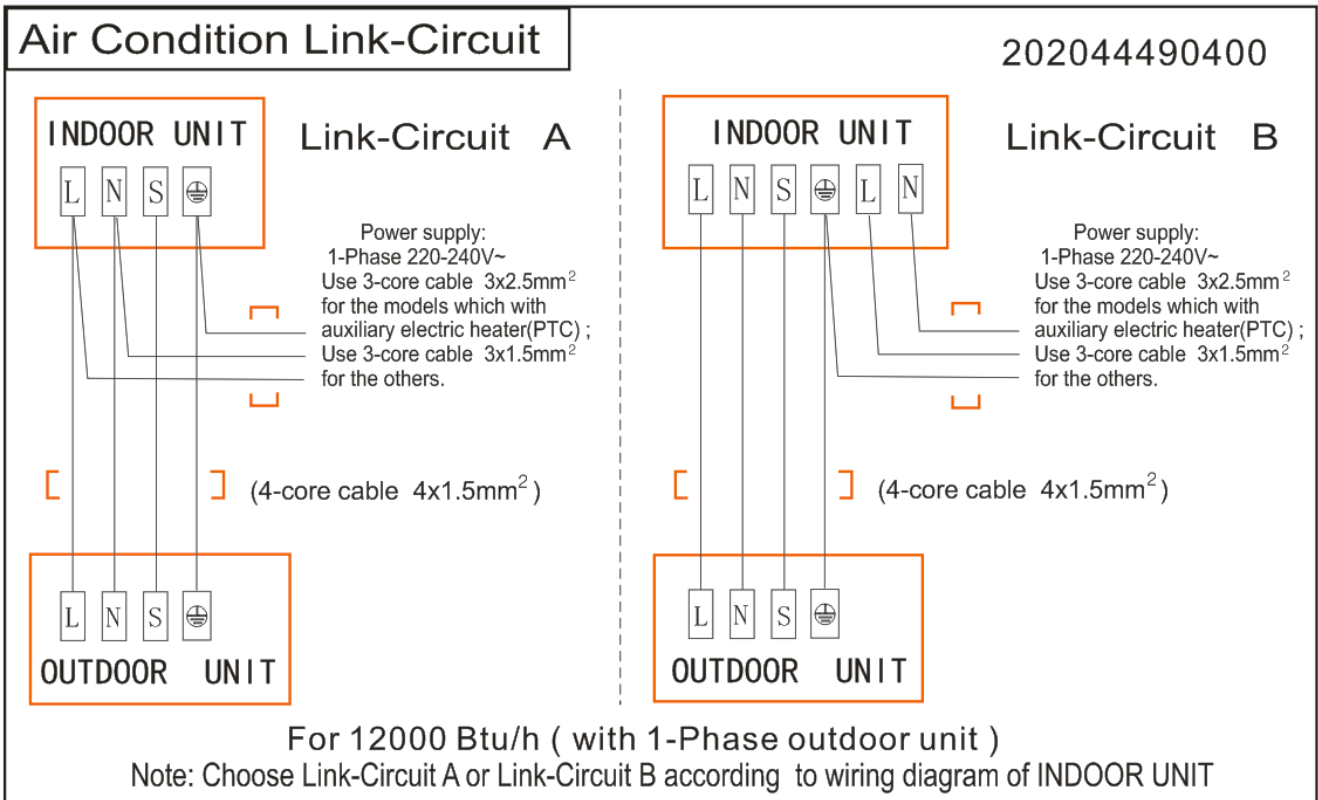 Air Condition Link-Circuit
202044490400
INDOOR UNIT
Link-Circuit A
L N S ⏚
Power supply:
1-Phase 220-240V~
Use 3-core cable 3x2.5mm²
for the models which with
auxiliary electric heater(PTC) ;
Use 3-core cable 3x1.5mm²
for the others.
(4-core cable 4x1.5mm²)
L N S ⏚
OUTDOOR UNIT
INDOOR UNIT
Link-Circuit B
L N S ⏚ L N
Power supply:
1-Phase 220-240V~
Use 3-core cable 3x2.5mm²
for the models which with
auxiliary electric heater(PTC) ;
Use 3-core cable 3x1.5mm²
for the others.
(4-core cable 4x1.5mm²)
L N S ⏚
OUTDOOR UNIT
For 12000 Btu/h ( with 1-Phase outdoor unit )
Note: Choose Link-Circuit A or Link-Circuit B according to wiring diagram of INDOOR UNIT